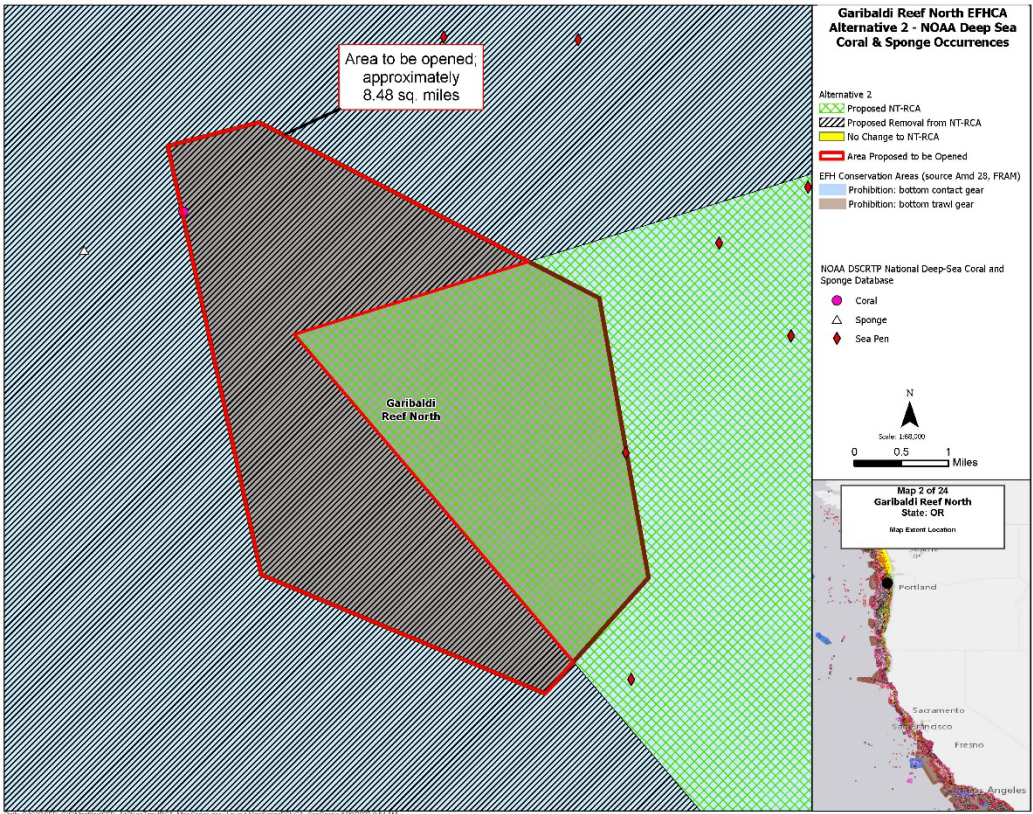 Area to be opened;
approximately
8.48 sq. miles
Garibaldi
Reef North
Garibaldi Reef North EFHCA
Alternative 2 - NOAA Deep Sea
Coral & Sponge Occurrences
Alternative 2
Proposed NT-RCA
Proposed Removal from NT-RCA
No Change to NT-RCA
Area Proposed to be Opened
EFH Conservation Areas (source Amd 28, FRAM)
Prohibition: bottom contact gear
Prohibition: bottom trawl gear
NOAA DSCRTP National Deep-Sea Coral and
Sponge Database
Coral
Sponge
Sea Pen
N
Scale: 1:68,000
0 0.5 1
Miles
Map 2 of 24
Garibaldi Reef North
State: OR
Map Extent Location
Portland
Sacramento
San Francisco
Fresno
Los Angeles